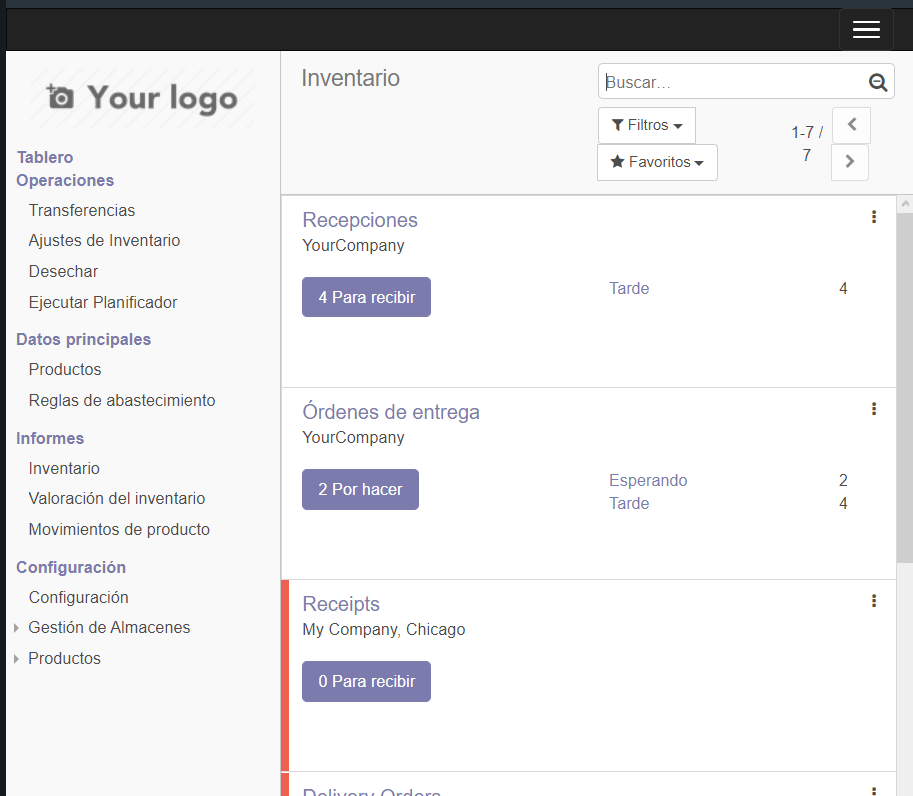 Your logo
Tablero
Operaciones
Transferencias
Ajustes de Inventario
Desechar
Ejecutar Planificador
Datos principales
Productos
Reglas de abastecimiento
Informes
Inventario
Valoración del inventario
Movimientos de producto
Configuración
Configuración
Gestión de Almacenes
Productos
Inventario
Buscar...
Filtros
Favoritos
1-7 /
7
Recepciones
YourCompany
4 Para recibir
Tarde 4
Órdenes de entrega
YourCompany
2 Por hacer
Esperando 2
Tarde 4
Receipts
My Company, Chicago
0 Para recibir
Delivery Orders